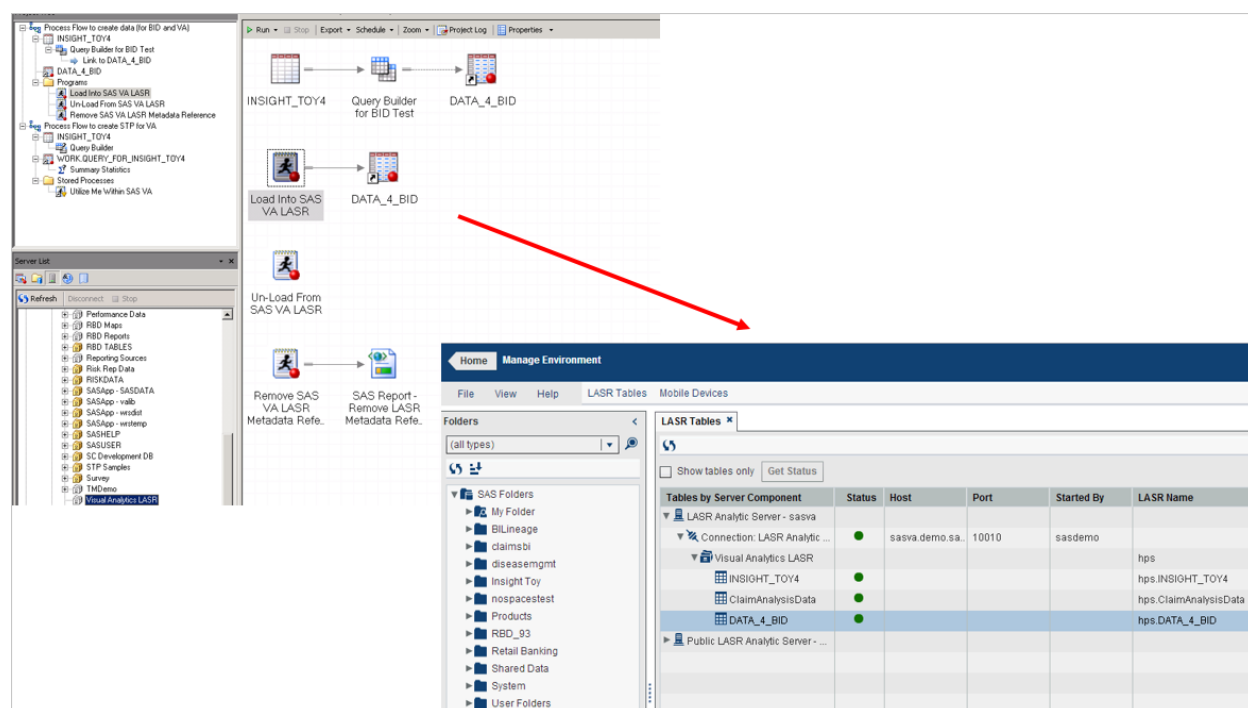 Process Flow to create data (for BID and VA)
INSIGHT_TOY4
Query Builder for BID Test
Link to DATA_4_BID
DATA_4_BID
Programs
Load Into SAS VA LASR
Un-Load From SAS VA LASR
Remove SAS VA LASR Metadata Reference
Process Flow to create STP for VA
INSIGHT_TOY4
Query Builder
WORK.QUERY_FOR_INSIGHT_TOY4
Summary Statistics
Stored Processes
Utilize Me Within SAS VA
Server List
Refresh Disconnect Stop
Performance Data
RBD Maps
RBD Reports
RBD TABLES
Reporting Sources
Risk Rep Data
RISKDATA
SASApp - SASDATA
SASApp - valib
SASApp - wrsdist
SASApp - wrstemp
SASHELP
SASUSER
SC Development DB
STP Samples
Survey
TMDemo
Visual Analytics LASR
Run Stop Export Schedule Zoom Project Log Properties
INSIGHT_TOY4 Query Builder DATA_4_BID
for BID Test
Load Into SAS DATA_4_BID
VA LASR
Un-Load From
SAS VA LASR
Remove SAS SAS Report -
VA LASR Remove LASR
Metadata Refe.. Metadata Refe..
Home Manage Environment
File View Help LASR Tables Mobile Devices
Folders
(all types)
SAS Folders
My Folder
BILineage
claimsbi
diseasemgmt
Insight Toy
nospacestest
Products
RBD_93
Retail Banking
Shared Data
System
User Folders
LASR Tables
Show tables only Get Status
Tables by Server Component Status Host Port Started By LASR Name
LASR Analytic Server - sasva
Connection: LASR Analytic ... sasva.demo.sa.. 10010 sasdemo
Visual Analytics LASR hps
INSIGHT_TOY4 hps.INSIGHT_TOY4
ClaimAnalysisData hps.ClaimAnalysisData
DATA_4_BID hps.DATA_4_BID
Public LASR Analytic Server - ...